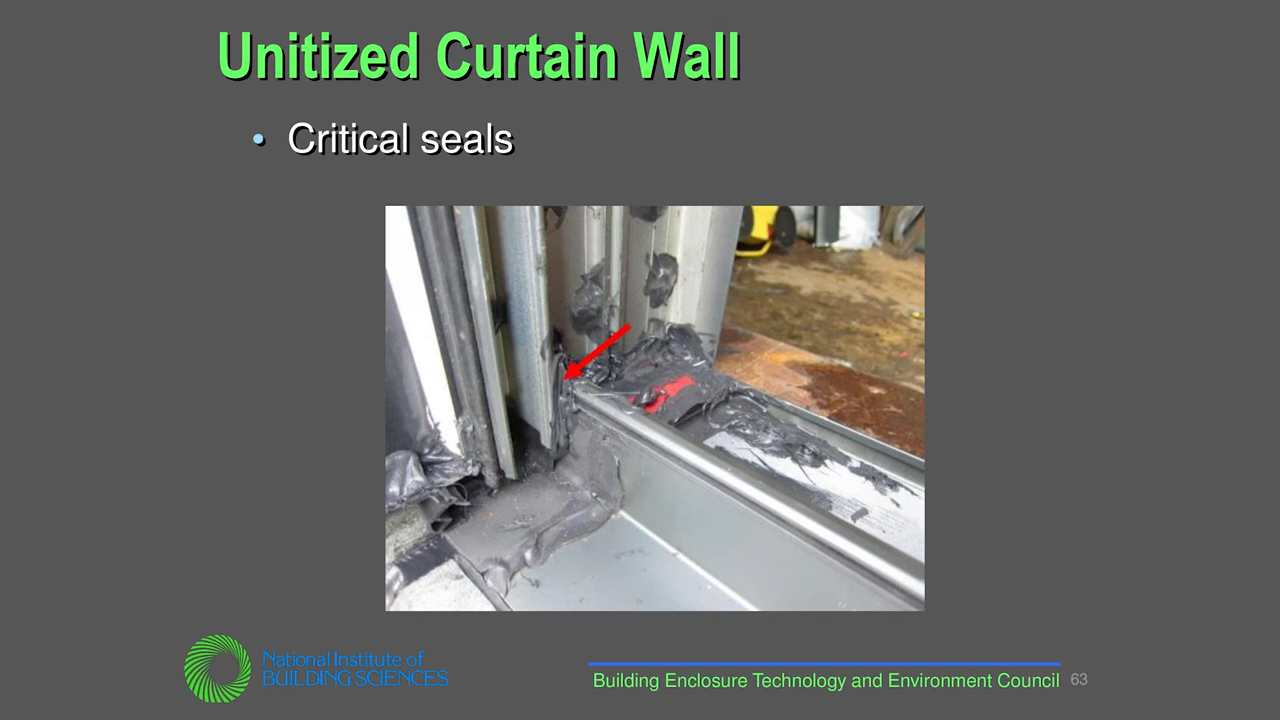 Unitized Curtain Wall
• Critical seals
National Institute of
BUILDING SCIENCES
Building Enclosure Technology and Environment Council 63